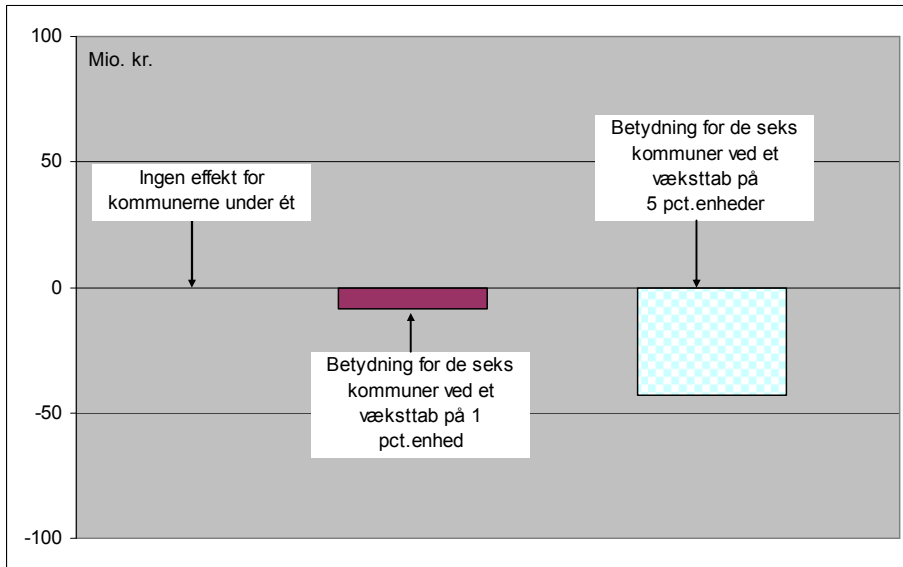 100
Mio. kr.
Betydning for de seks
kommuner ved et
væksttab på
5 pct.enheder
50
Ingen effekt for
kommunerne under ét
0
Betydning for de seks
kommuner ved et
væksttab på 1
pct.enhed
-50
-100